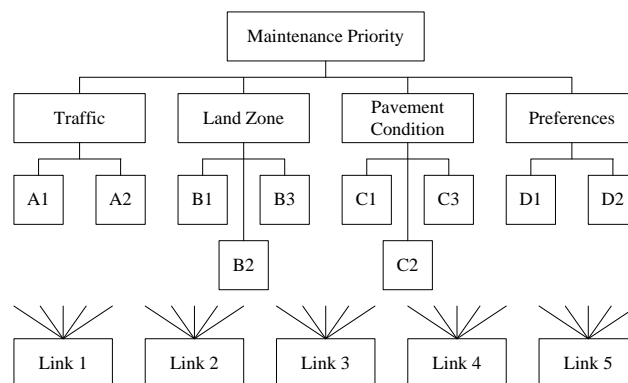 Maintenance Priority
Traffic
Land Zone
Pavement
Condition
Preferences
A1
A2
B1
B3
C1
C3
D1
D2
B2
C2
Link 1
Link 2
Link 3
Link 4
Link 5